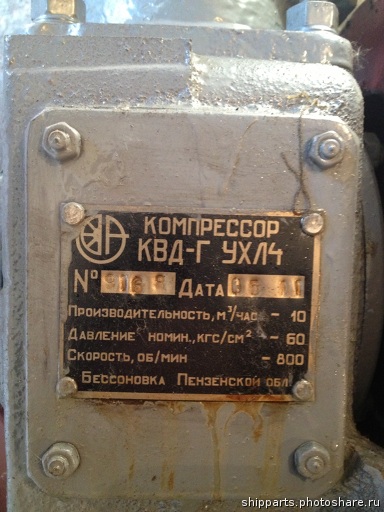 КОМПРЕССОР
КВД-Г УХЛ4
№ Дата
Производительность, м³/час - 10
Давление номин., кгс/см² - 60
Скорость, об/мин - 800
Бессоновка Пензенской обл.
shipparts.photoshare.ru